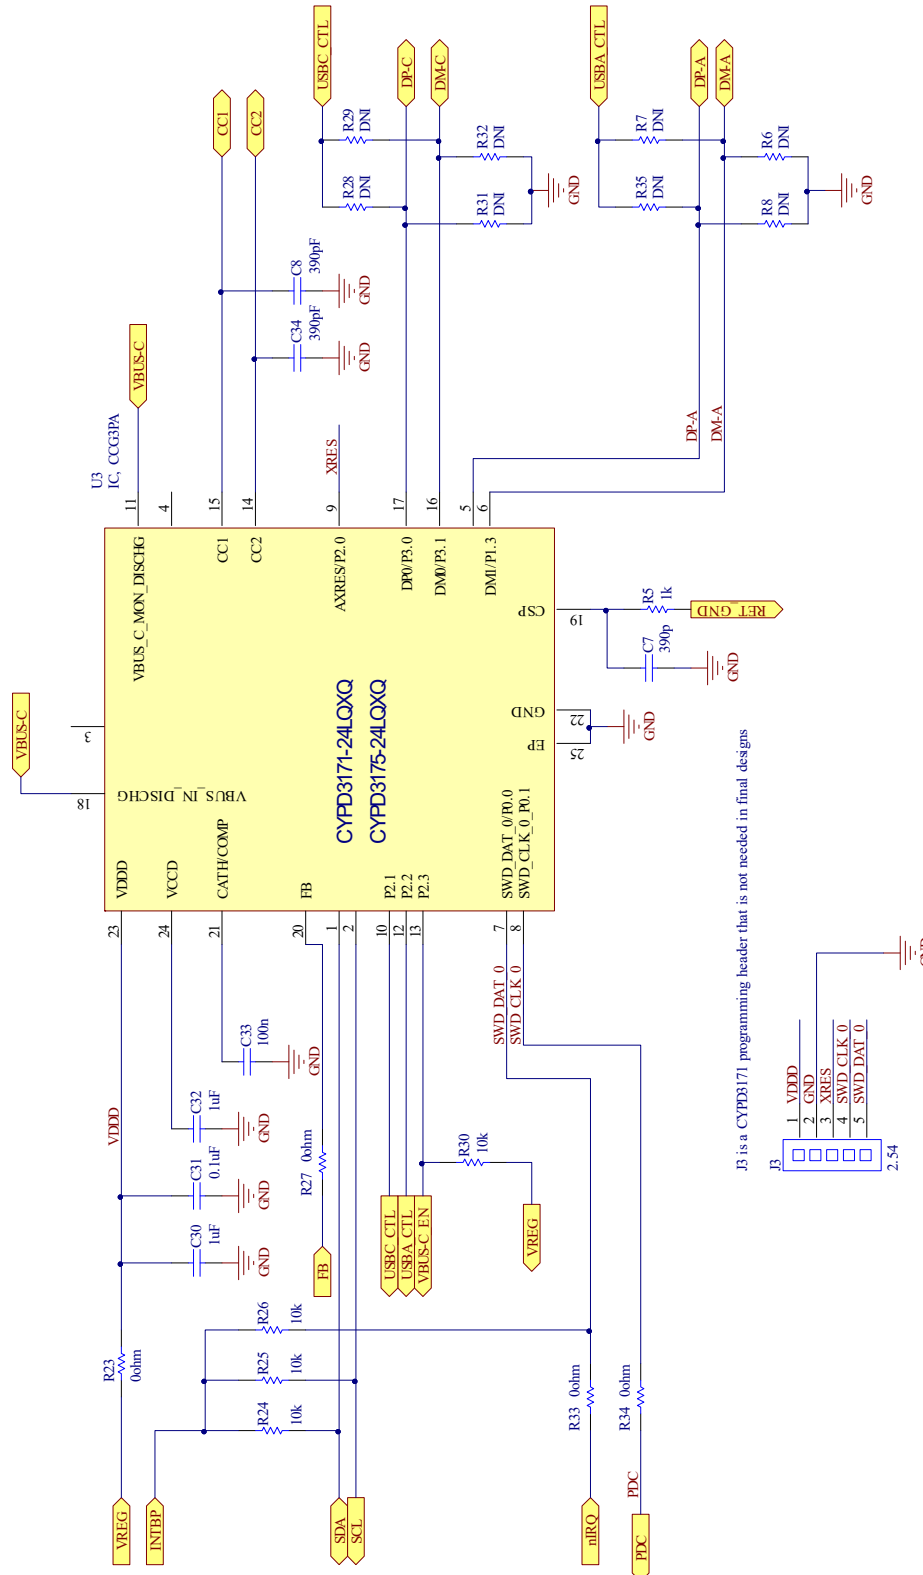 U3
IC, CCG3PA
CYPD3171-24LQXQ
CYPD3175-24LQXQ
VREG
R23
0ohm
VDDD
23
VDDD
C30
1uF
GND
C31
0.1uF
GND
C32
1uF
GND
24
VCCD
C33
100n
GND
21
CATH/COMP
INTBP
R24
10k
R25
10k
R26
10k
FB
R27
0ohm
20
FB
SDA
1
SCL
2
USBC_CTL
10
P2.1
USBA_CTL
12
P2.2
VBUS-C_EN
13
P2.3
R30
10k
VREG
nIRQ
R33
0ohm
SWD_DAT_0
7
SWD_DAT_0/P0.0
PDC
PDC
R34
0ohm
SWD_CLK_0
8
SWD_CLK_0_P0.1
VBUS-C
18
VBUS_IN_DISCHG
3
VBUS_C_MON_DISCHG
11
VBUS-C
4
CC1
15
CC1
CC2
14
CC2
C34
390pF
GND
C8
390pF
GND
AXRES/P2.0
9
XRES
DP0/P3.0
17
DM0/P3.1
16
USBC_CTL
DP-C
DM-C
R28
DNI
R29
DNI
R31
DNI
R32
DNI
GND
5
DM1/P1.3
6
DP-A
DM-A
USBA_CTL
DP-A
DM-A
R35
DNI
R7
DNI
R8
DNI
R6
DNI
GND
EP
25
GND
22
GND
CSP
19
C7
390p
GND
R5
1k
RET_GND
J3 is a CYPD3171 programming header that is not needed in final designs
J3
1
VDDD
2
GND
3
XRES
4
SWD_CLK_0
5
SWD_DAT_0
2.54
GND